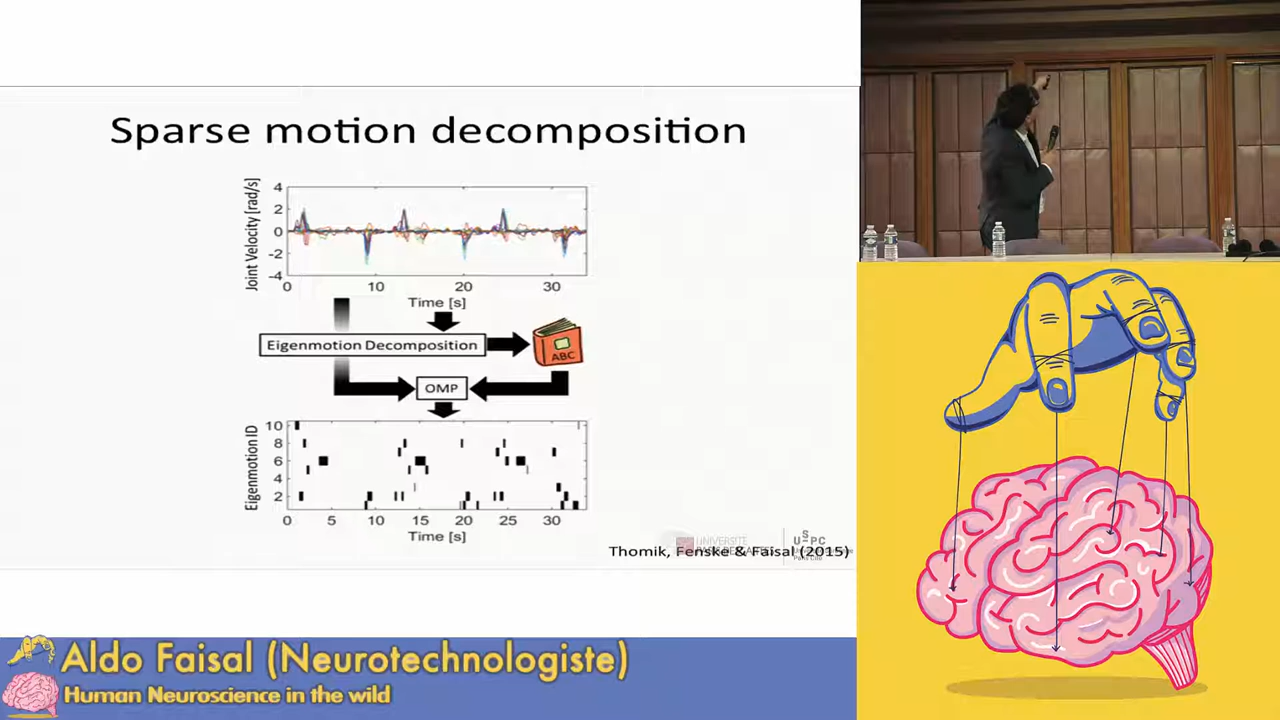 Sparse motion decomposition
Joint Velocity [rad/s]
4
2
0
-2
-4
0 10 20 30
Time [s]
Eigenmotion Decomposition
ABC
OMP
Eigenmotion ID
10
8
6
4
2
0 5 10 15 20 25 30
Time [s]
UNIVERSITÉ
U S PC
Thomik, Fenske & Faisal (2015)
Aldo Faisal (Neurotechnologiste)
Human Neuroscience in the wild